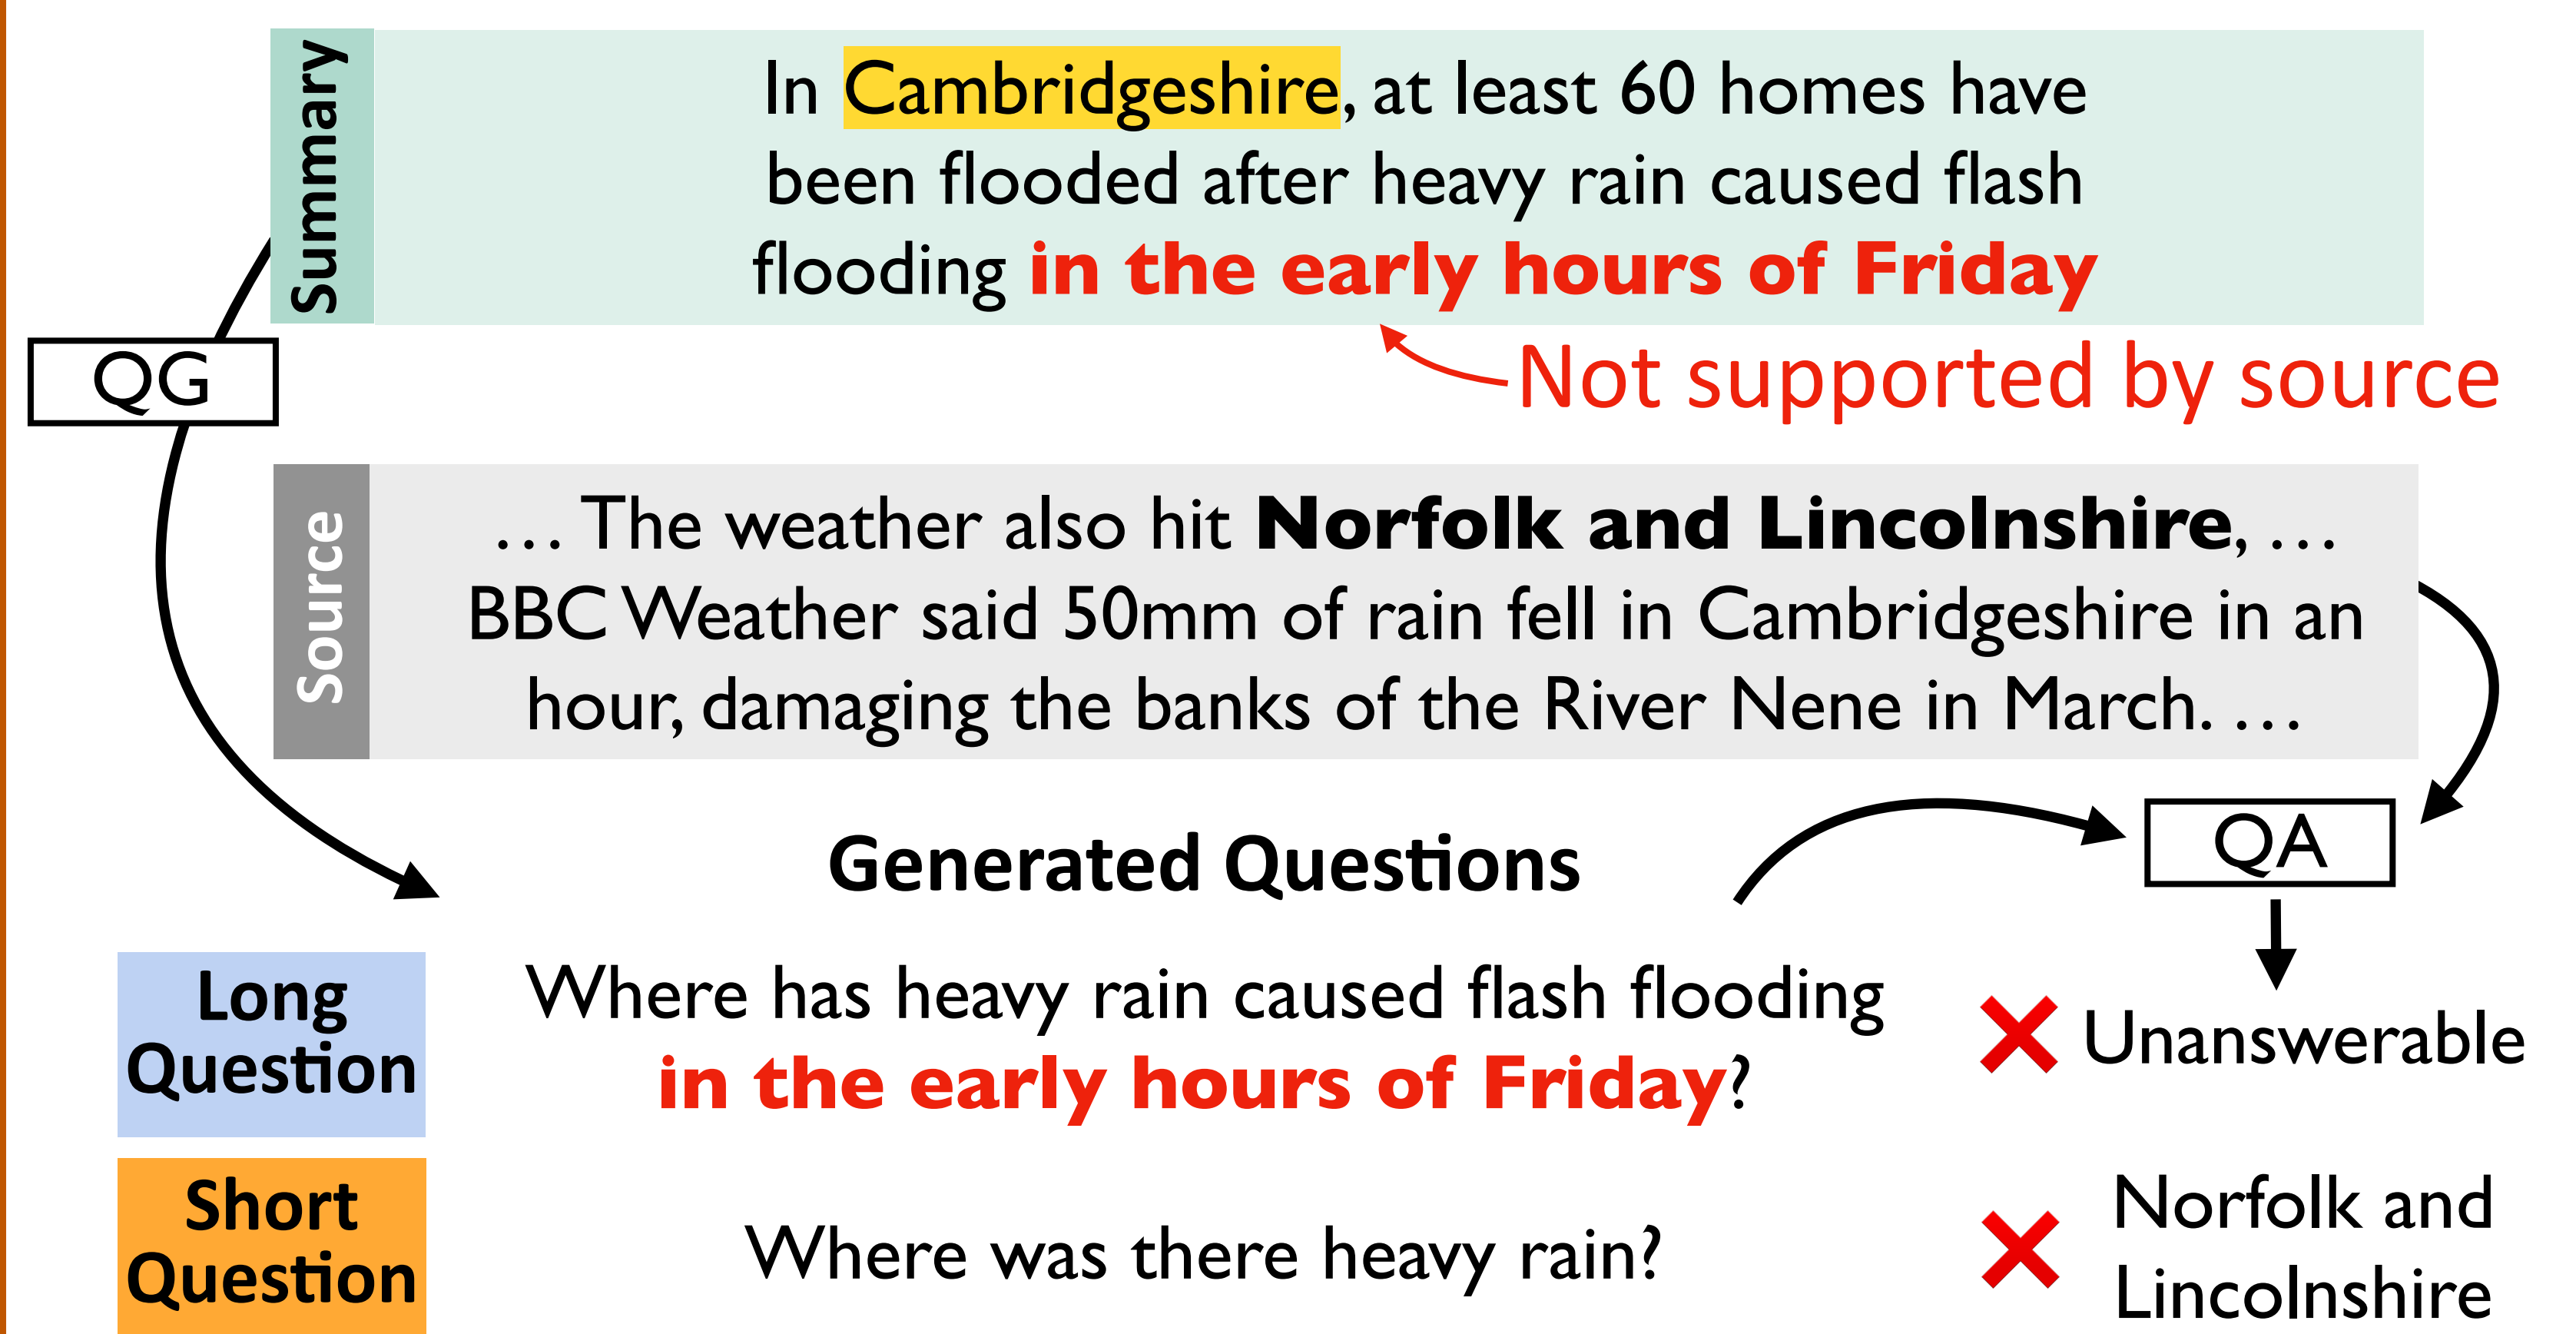 Summary
In Cambridgeshire, at least 60 homes have
been flooded after heavy rain caused flash
flooding in the early hours of Friday
QG
Not supported by source
Source
… The weather also hit Norfolk and Lincolnshire, …
BBC Weather said 50mm of rain fell in Cambridgeshire in an
hour, damaging the banks of the River Nene in March. …
Generated Questions
QA
Long
Question
Where has heavy rain caused flash flooding
in the early hours of Friday?
Unanswerable
Short
Question
Where was there heavy rain?
Norfolk and
Lincolnshire